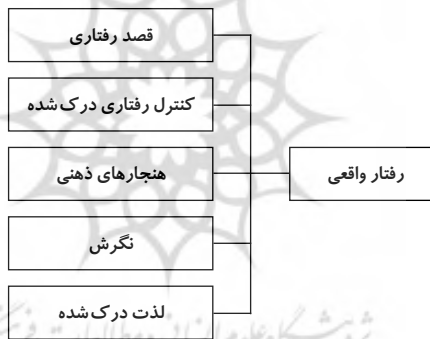 قصد رفتاری
کنترل رفتاری درک‌شده
هنجارهای ذهنی
رفتار واقعی
نگرش
لذت درک‌شده